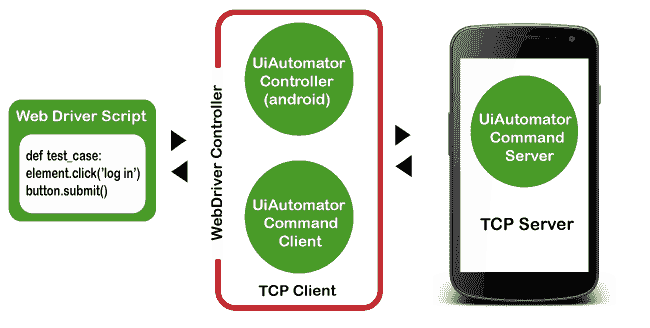 Web Driver Script
def test_case:
element.click('log in')
button.submit()
WebDriver Controller
UiAutomator
Controller
(android)
UiAutomator
Command
Client
TCP Client
UiAutomator
Command
Server
TCP Server